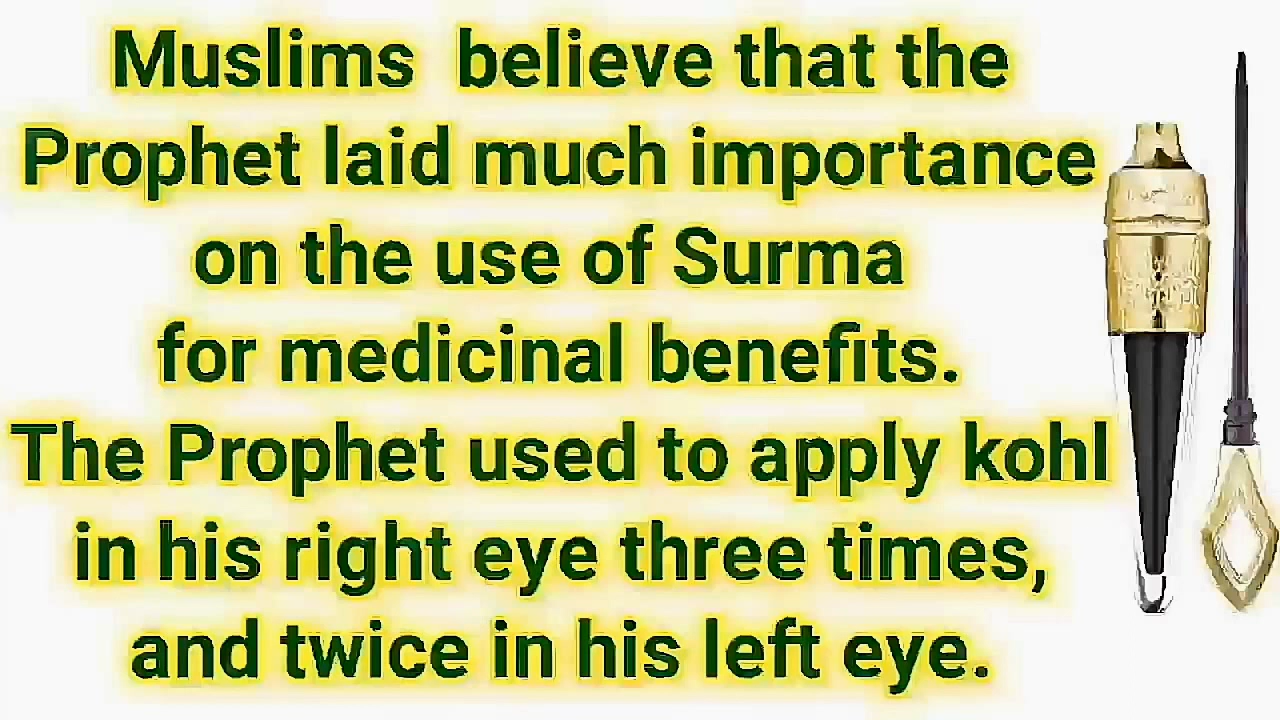 Muslims believe that the
Prophet laid much importance
on the use of Surma
for medicinal benefits.
The Prophet used to apply kohl
in his right eye three times,
and twice in his left eye.